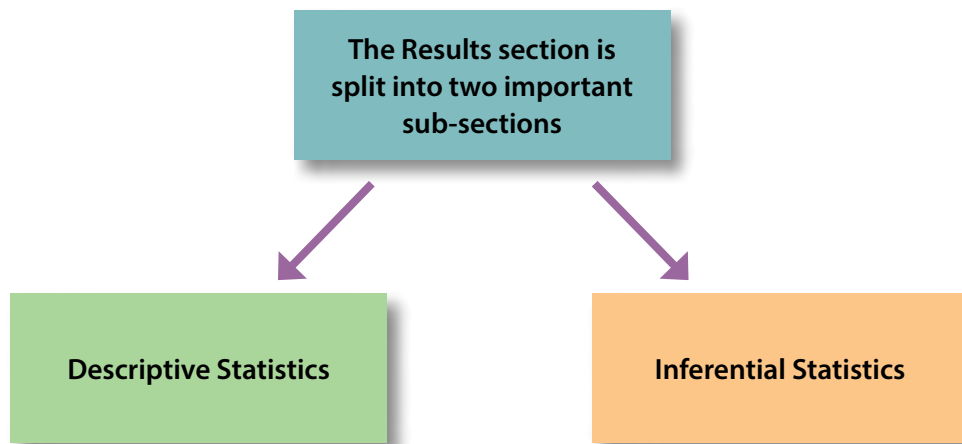 The Results section is
split into two important
sub-sections
Descriptive Statistics
Inferential Statistics